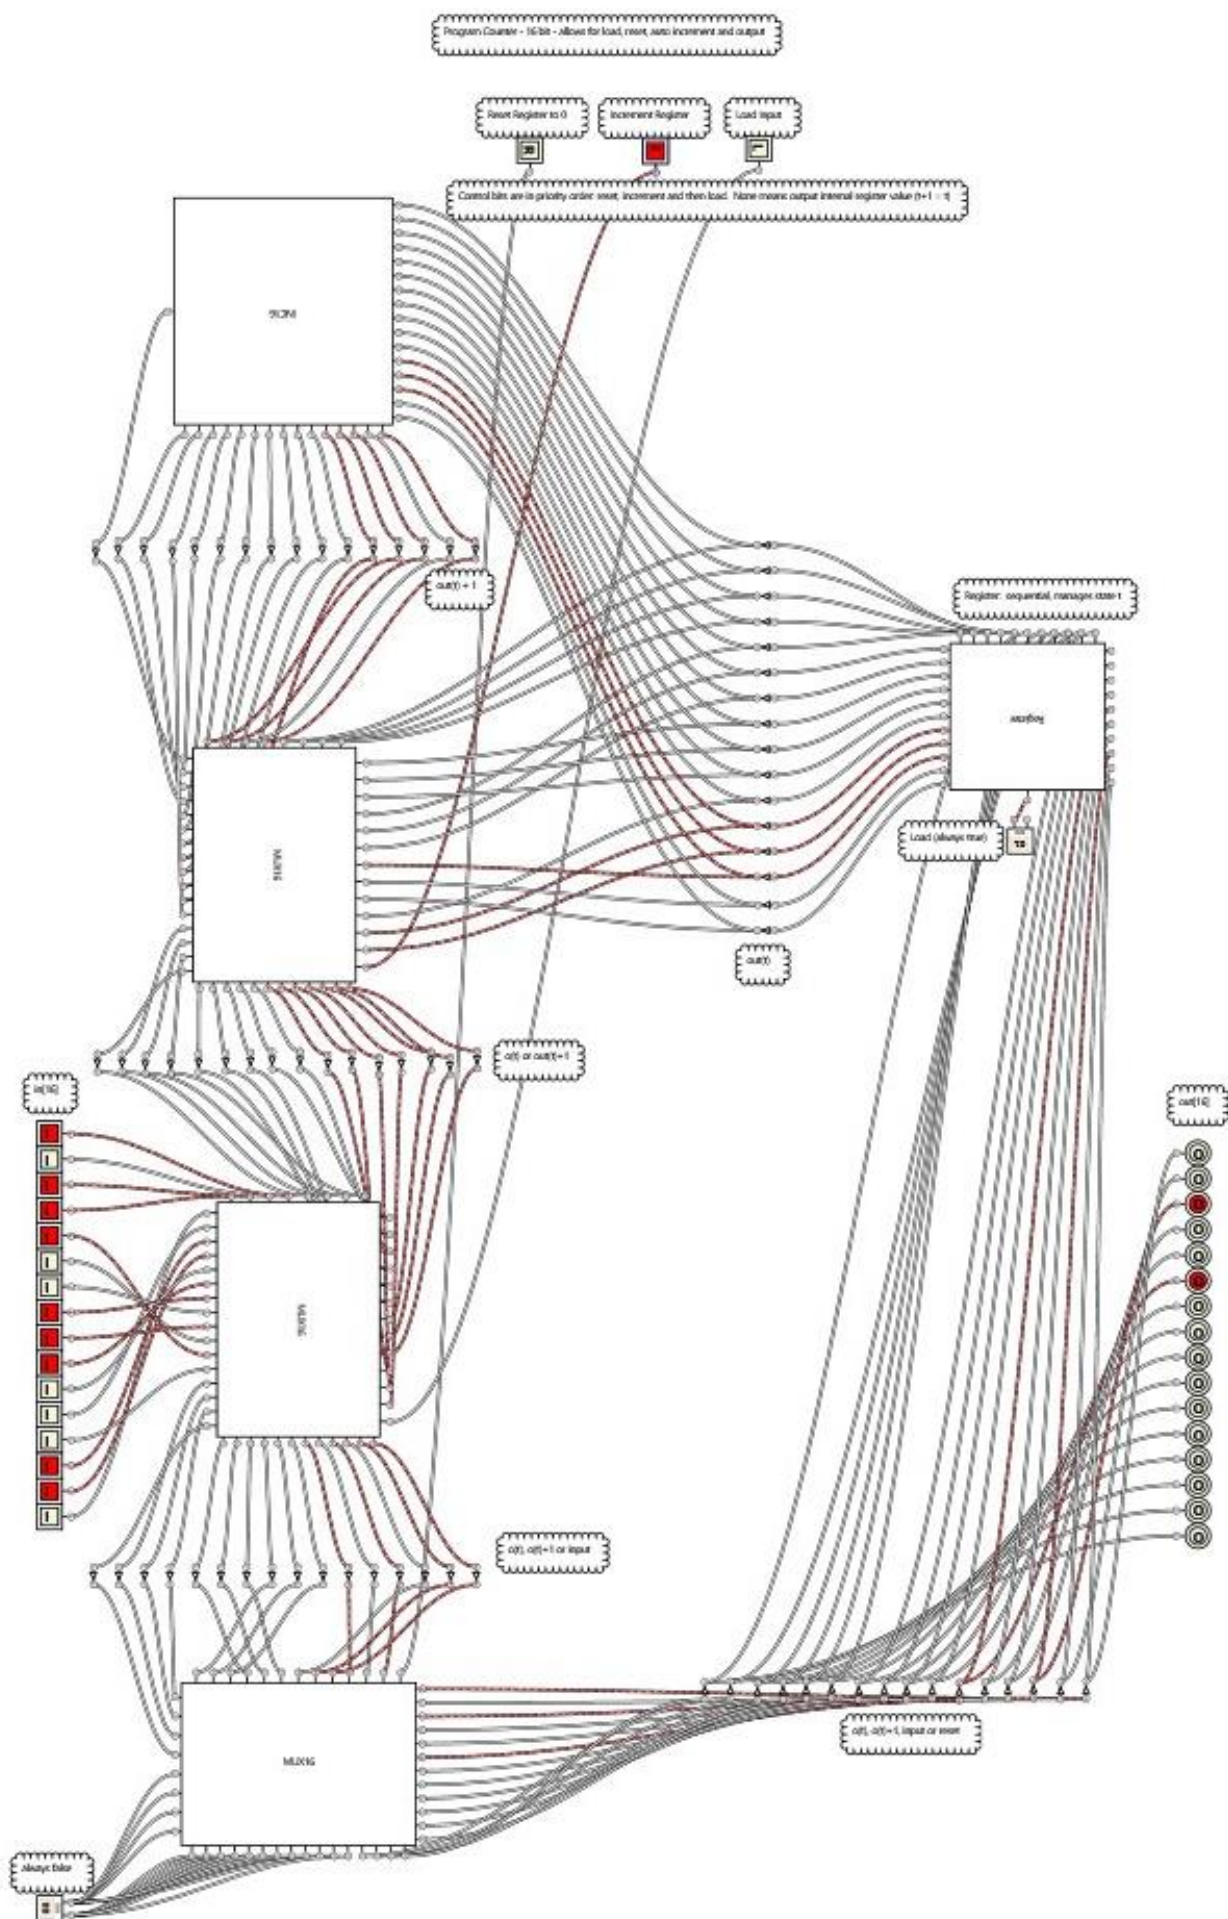 Program Counter - 16 bit - allows for load, reset, auto increment and output
Reset Register to 0
Increment Register
Load Input
Control bits are in priority order: reset, increment and then load. None means output internal register value (t+1 = t)
INC16
out(t) + 1
Register: sequential, manages state t
Register
MUX16
Load (always true)
out(t)
o(t) or out(t)+1
in[16]
out[16]
MUX16
o(t), o(t)+1 or input
o(t), o(t)+1, input or reset
MUX16
Always false